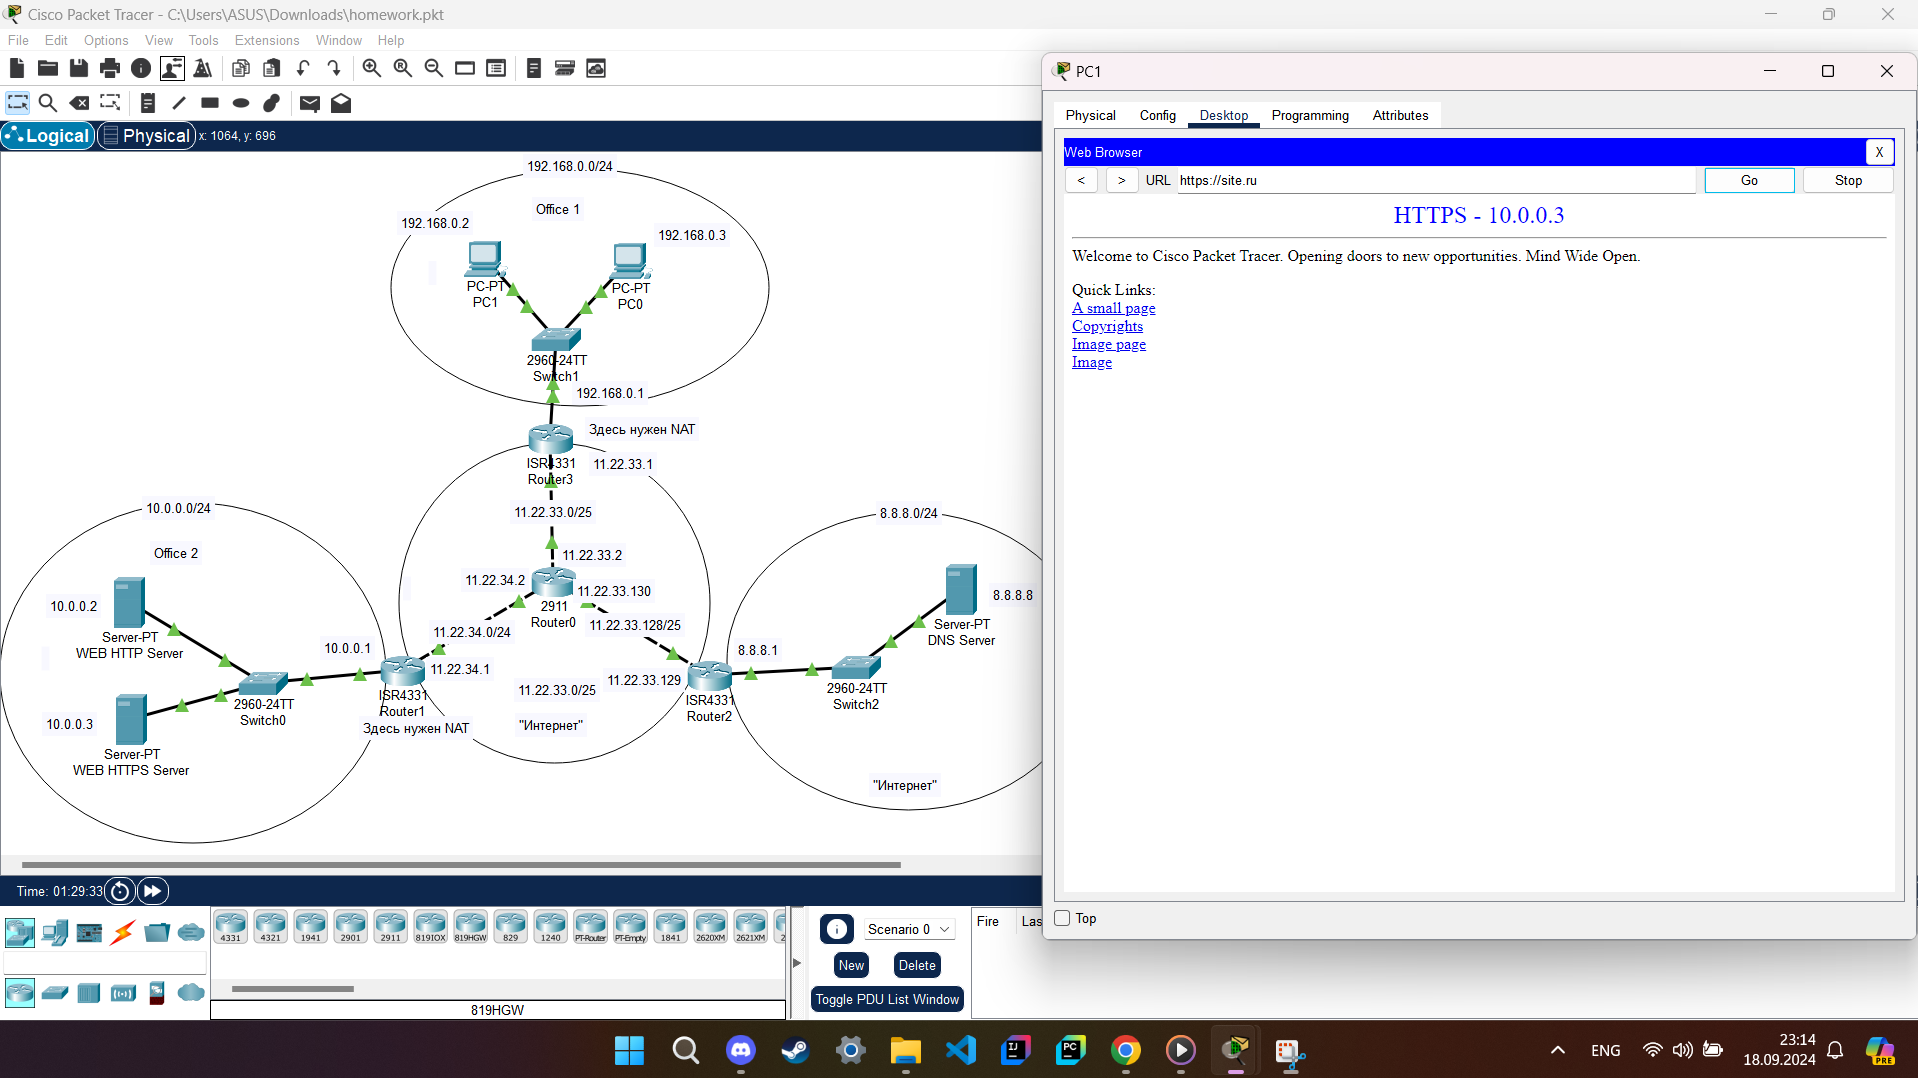 Cisco Packet Tracer - C:\Users\ASUS\Downloads\homework.pkt
File Edit Options View Tools Extensions Window Help
Logical Physical x: 1064, y: 696
192.168.0.0/24
Office 1
192.168.0.2
192.168.0.3
PC-PT
PC1
PC-PT
PC0
2960-24TT
Switch1
192.168.0.1
Здесь нужен NAT
ISR4331
Router3
11.22.33.1
11.22.33.0/25
11.22.33.2
11.22.34.2
11.22.33.130
2911
Router0
11.22.34.0/24
11.22.33.128/25
10.0.0.0/24
Office 2
10.0.0.2
Server-PT
WEB HTTP Server
10.0.0.1
10.0.0.3
Server-PT
WEB HTTPS Server
2960-24TT
Switch0
ISR4331
Router1
11.22.34.1
Здесь нужен NAT
11.22.33.0/25
"Интернет"
11.22.33.129
ISR4331
Router2
8.8.8.0/24
8.8.8.8
Server-PT
DNS Server
8.8.8.1
2960-24TT
Switch2
"Интернет"
PC1
Physical Config Desktop Programming Attributes
Web Browser X
< > URL https://site.ru Go Stop
HTTPS - 10.0.0.3
Welcome to Cisco Packet Tracer. Opening doors to new opportunities. Mind Wide Open.
Quick Links:
A small page
Copyrights
Image page
Image
Top
Time: 01:29:33
4331 4321 1941 2901 2911 819IOX 819HGW 829 1240 PT-Router PT-Empty 1841 2620XM 2621XM 2
819HGW
Scenario 0
New Delete
Toggle PDU List Window
Fire Las
IJ
PC
ENG
23:14
18.09.2024
PRE